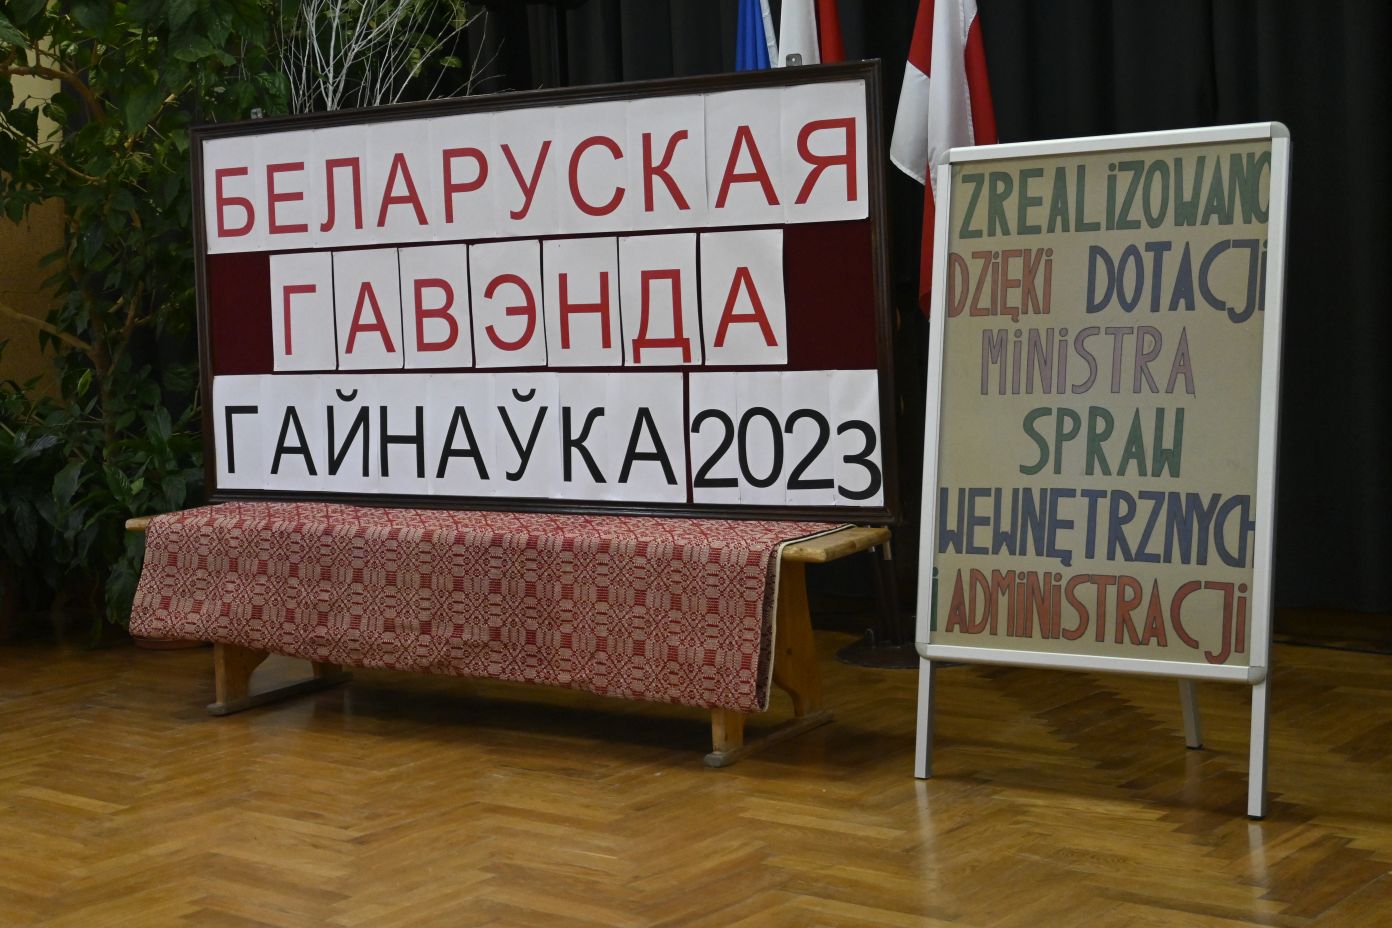 БЕЛАРУСКАЯ
ГАВЭНДА
ГАЙНАЎКА 2023
ZREALiZOWANO
DZiĘKi DOTACJi
MiNiSTRA
SPRAW
WEWNĘTRZNYCH
i ADMiNiSTRACJi